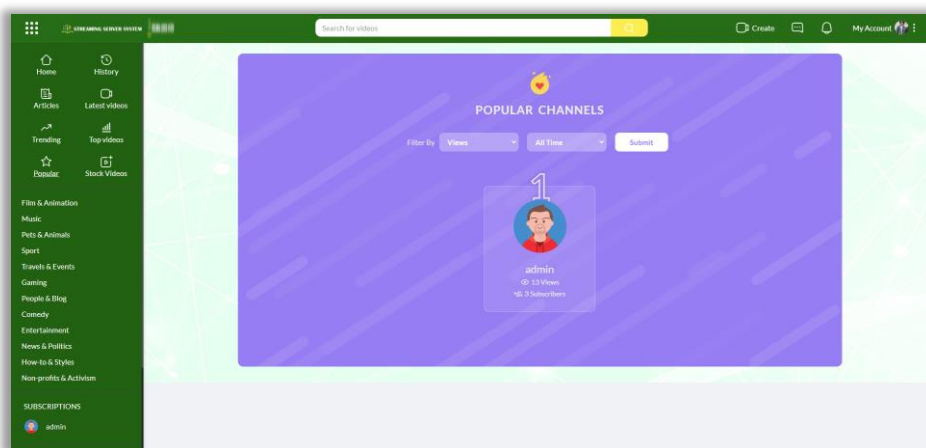 STREAMING SERVER SYSTEM
Search for videos
Create
My Account
Home
History
Articles
Latest videos
Trending
Top videos
Popular
Stock Videos
Film & Animation
Music
Pets & Animals
Sport
Travels & Events
Gaming
People & Blog
Comedy
Entertainment
News & Politics
How-to & Styles
Non-profits & Activism
SUBSCRIPTIONS
admin
POPULAR CHANNELS
Filter By Views All Time Submit
1
admin
13 Views
3 Subscribers